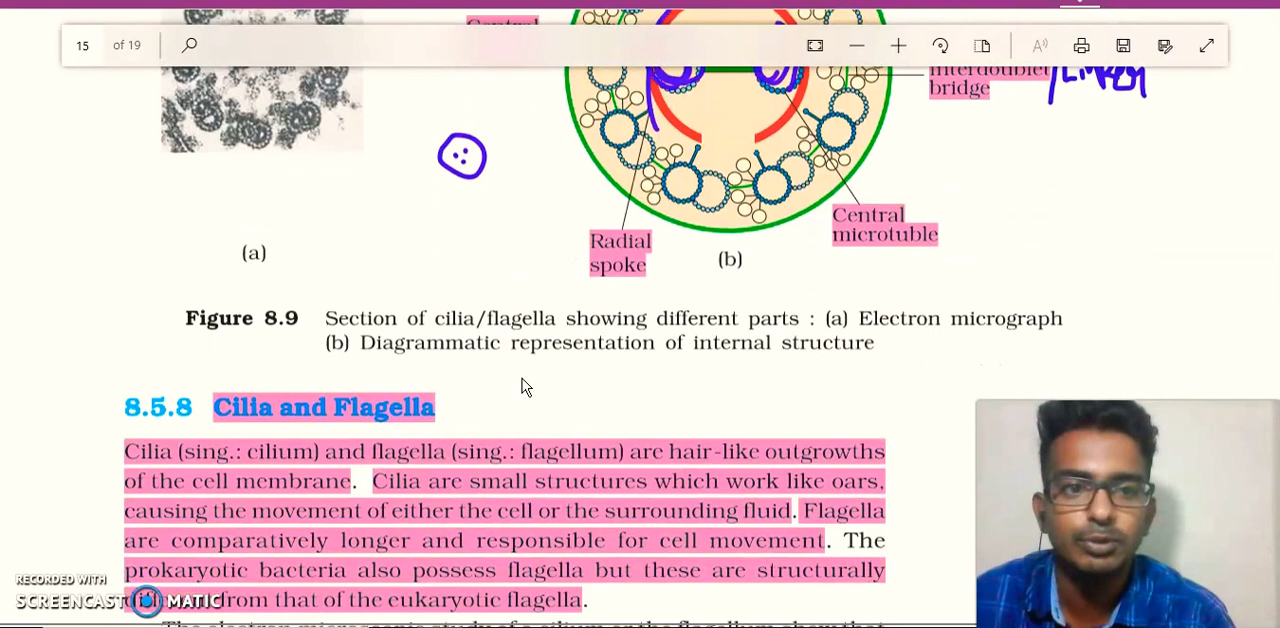 15 of 19
Interdoublet
bridge
Central
microtuble
Radial
spoke
(a)
(b)
Figure 8.9 Section of cilia/flagella showing different parts : (a) Electron micrograph
(b) Diagrammatic representation of internal structure
8.5.8 Cilia and Flagella
Cilia (sing.: cilium) and flagella (sing.: flagellum) are hair-like outgrowths
of the cell membrane. Cilia are small structures which work like oars,
causing the movement of either the cell or the surrounding fluid. Flagella
are comparatively longer and responsible for cell movement. The
prokaryotic bacteria also possess flagella but these are structurally
from that of the eukaryotic flagella.
RECORDED WITH
SCREENCAST MATIC